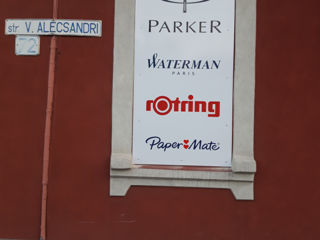 str V. ALECSANDRI
72
PARKER
WATERMAN
PARIS
rotring
Paper Mate